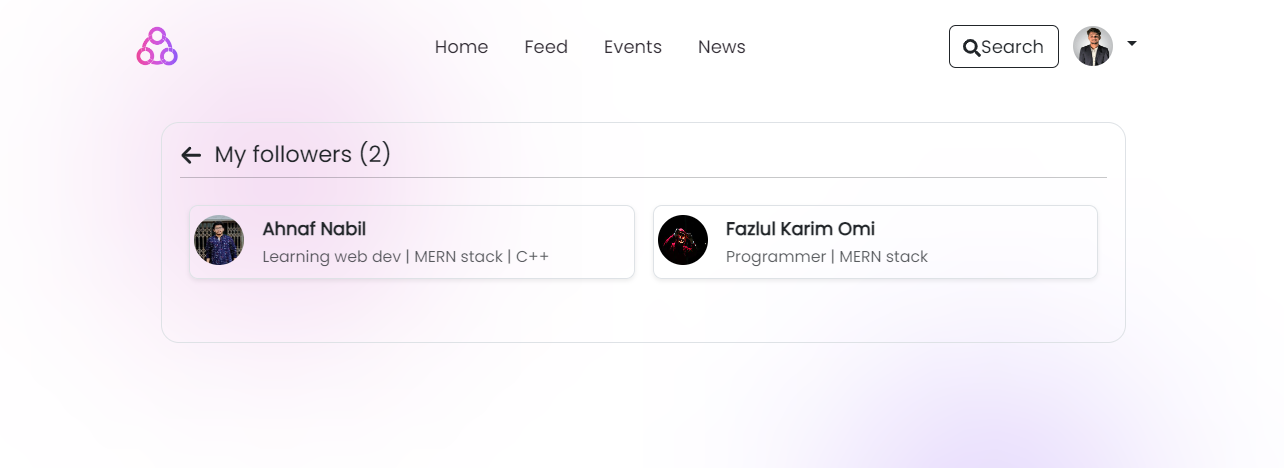 Home Feed Events News Search
My followers (2)
Ahnaf Nabil
Learning web dev | MERN stack | C++
Fazlul Karim Omi
Programmer | MERN stack